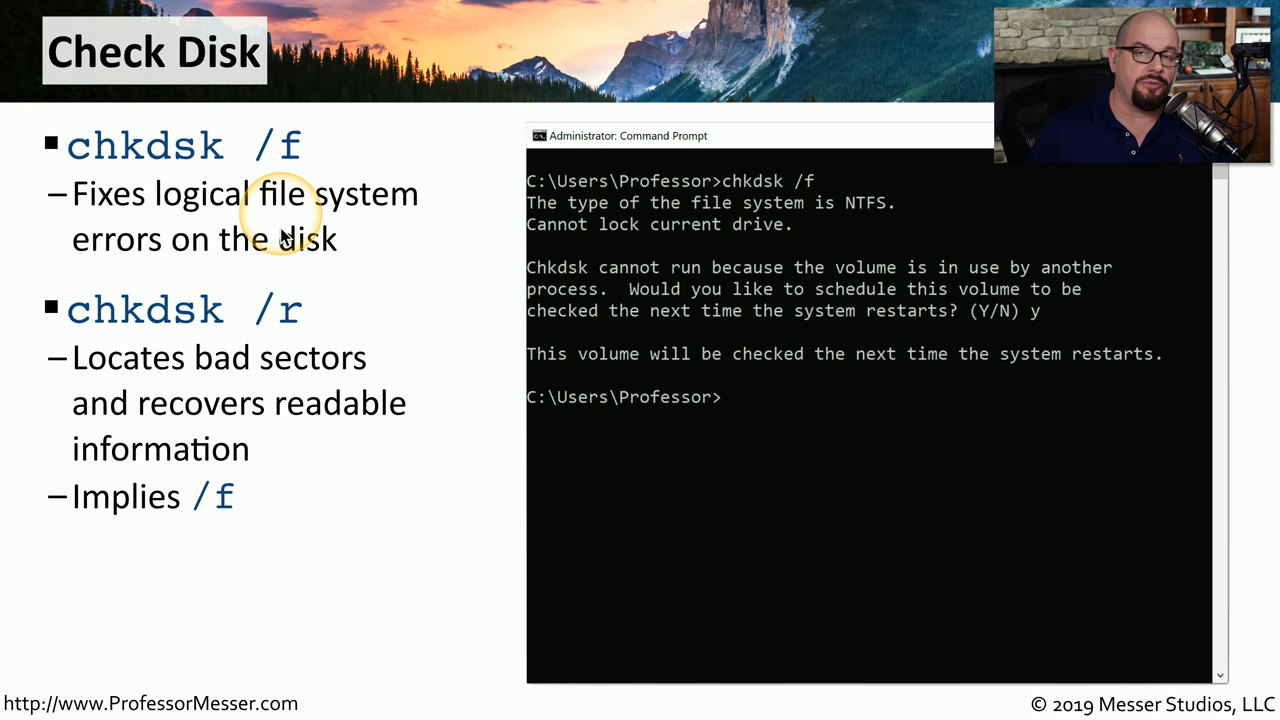 Check Disk
▪ chkdsk /f
– Fixes logical file system
errors on the disk
▪ chkdsk /r
– Locates bad sectors
and recovers readable
information
– Implies /f
Administrator: Command Prompt
C:\Users\Professor>chkdsk /f
The type of the file system is NTFS.
Cannot lock current drive.
Chkdsk cannot run because the volume is in use by another
process.  Would you like to schedule this volume to be
checked the next time the system restarts? (Y/N) y
This volume will be checked the next time the system restarts.
C:\Users\Professor>
http://www.ProfessorMesser.com
© 2019 Messer Studios, LLC